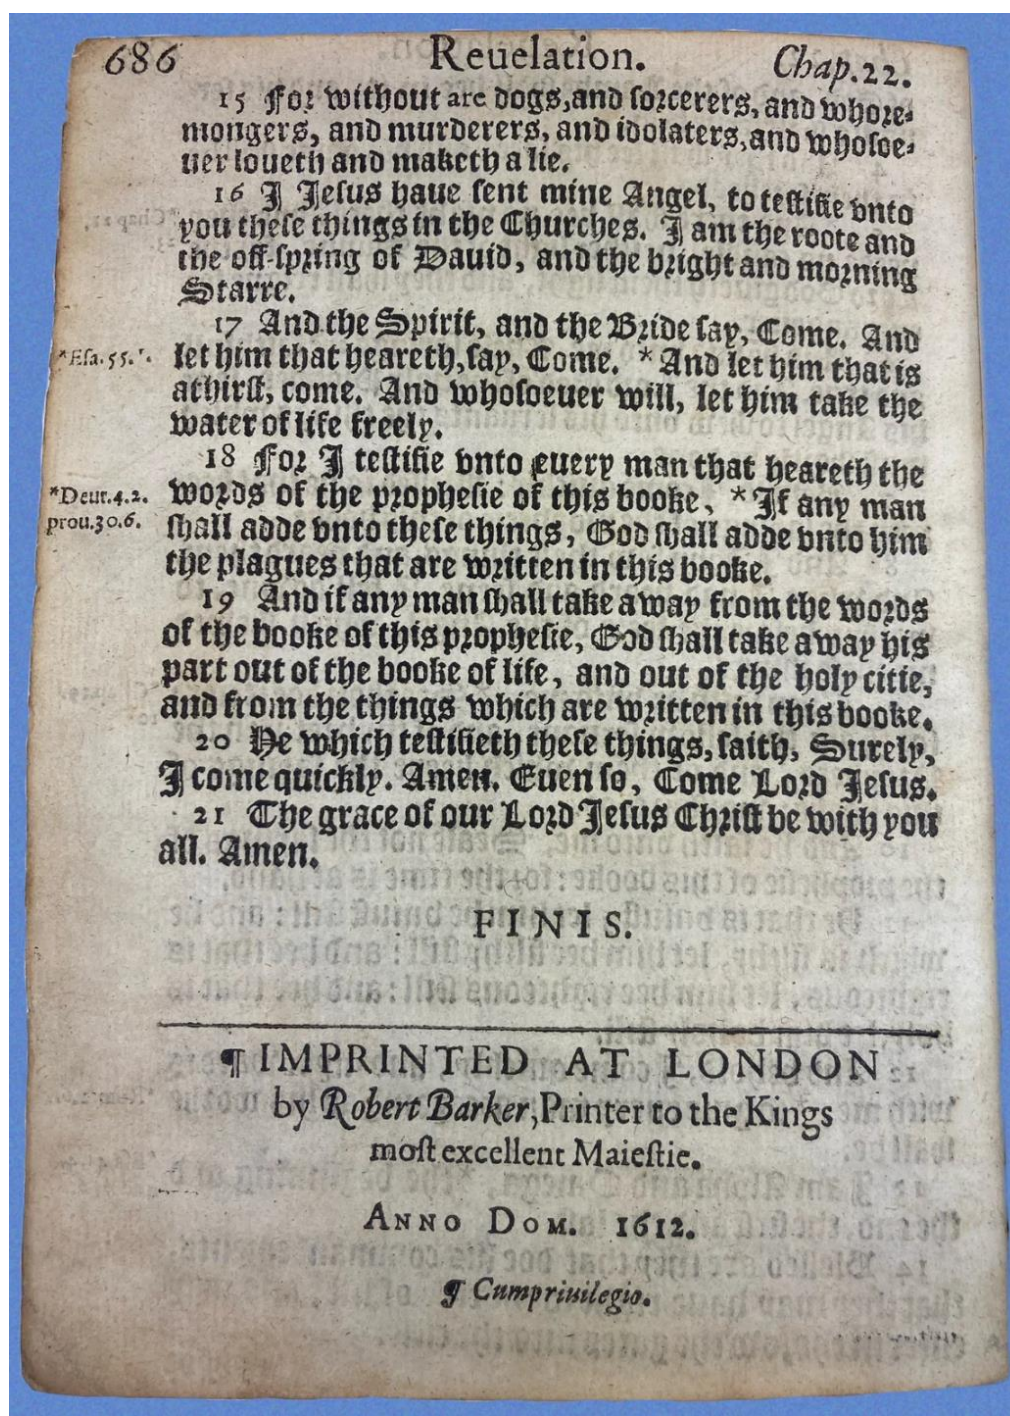 686 Reuelation. Chap.22.
15 For without are dogs, and sorcerers, and whore-
mongers, and murderers, and idolaters, and whosoe-
uer loueth and maketh a lie.
16 I Jesus haue sent mine Angel, to testifie vnto
you these things in the Churches. I am the roote and
the off-spring of Dauid, and the bright and morning
Starre.
17 And the Spirit, and the Bride say, Come. And
*Esa.55.1. let him that heareth, say, Come. * And let him that is
athirst, come. And whosoeuer will, let him take the
water of life freely.
18 For I testifie vnto euery man that heareth the
*Deut.4.2. words of the prophesie of this booke, * If any man
prou.30.6. shall adde vnto these things, God shall adde vnto him
the plagues that are written in this booke.
19 And if any man shall take away from the words
of the booke of this prophesie, God shall take away his
part out of the booke of life, and out of the holy citie,
and from the things which are written in this booke.
20 He which testifieth these things, saith, Surely,
I come quickly. Amen. Euen so, Come Lord Jesus.
21 The grace of our Lord Jesus Christ be with you
all. Amen.
FINIS.
¶ IMPRINTED AT LONDON
by Robert Barker, Printer to the Kings
most excellent Maiestie.
ANNO DOM. 1612.
¶ Cum priuilegio.